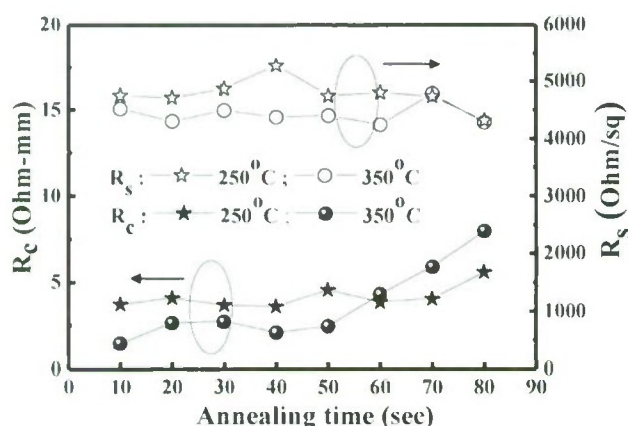 20
15
10
5
0
R_c (Ohm-mm)
6000
5000
4000
3000
2000
1000
0
R_s (Ohm/sq)
R_s : ☆ 250°C ; ○ 350°C
R_c : ★ 250°C ; ● 350°C
0 10 20 30 40 50 60 70 80 90
Annealing time (sec)